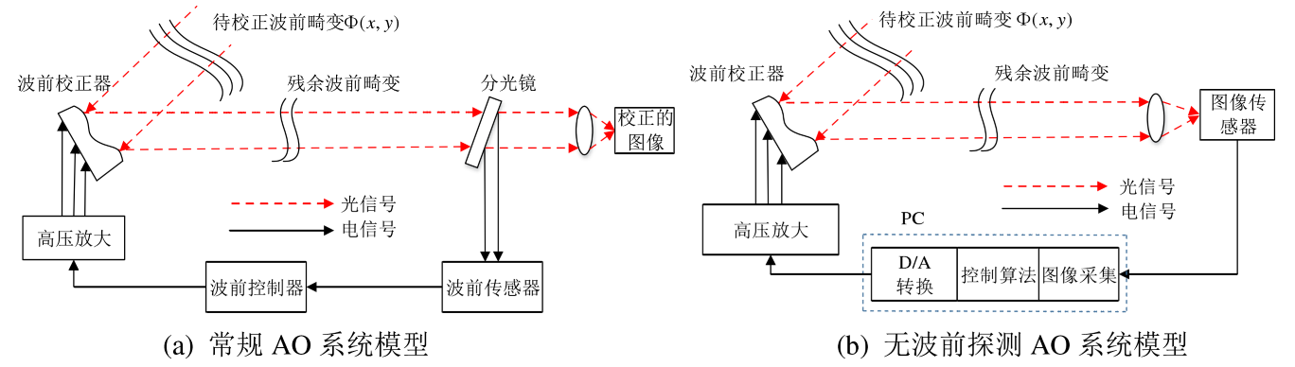 待校正波前畸变Φ(x, y)
波前校正器
残余波前畸变
分光镜
校正的
图像
光信号
电信号
高压放大
波前控制器
波前传感器
(a) 常规 AO 系统模型
待校正波前畸变 Φ(x, y)
波前校正器
残余波前畸变
图像传
感器
光信号
电信号
高压放大
PC
D/A
转换
控制算法
图像采集
(b) 无波前探测 AO 系统模型